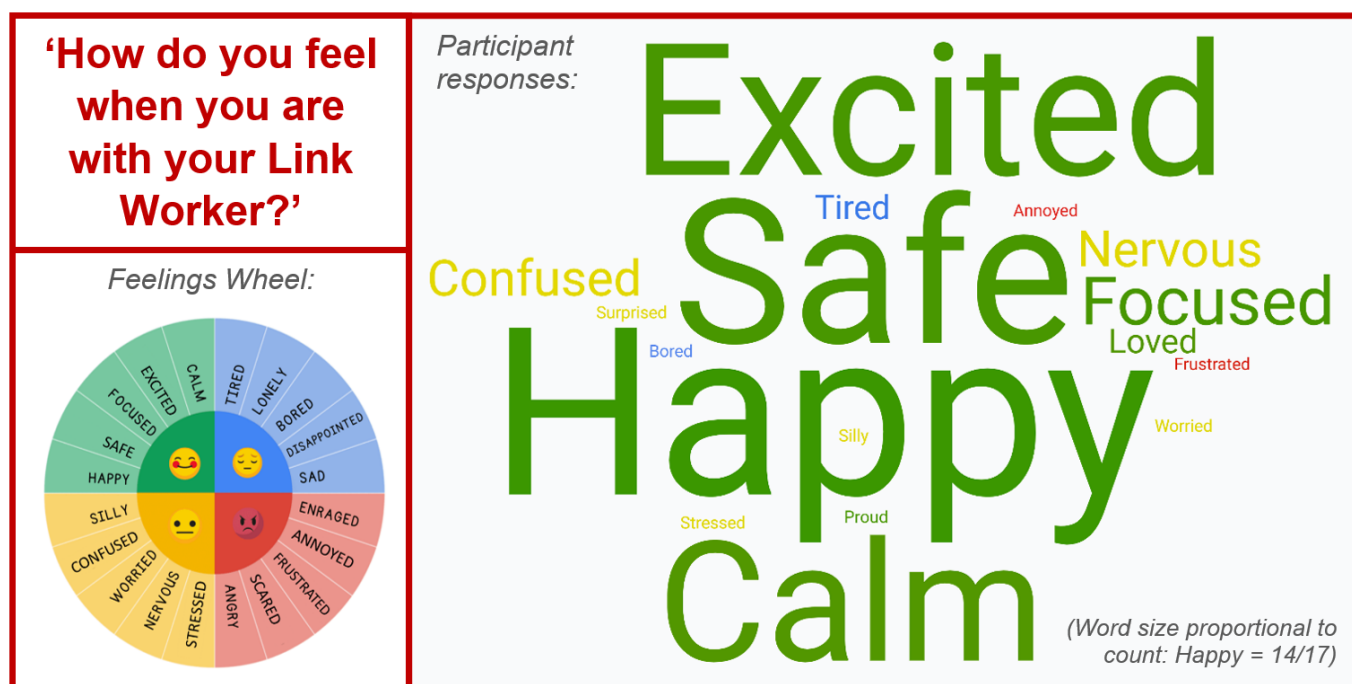 ‘How do you feel
when you are
with your Link
Worker?’
Feelings Wheel:
CALM
EXCITED
FOCUSED
SAFE
HAPPY
TIRED
LONELY
BORED
DISAPPOINTED
SAD
SILLY
CONFUSED
WORRIED
NERVOUS
STRESSED
ENRAGED
ANNOYED
FRUSTRATED
SCARED
ANGRY
Participant
responses:
Excited
Tired
Annoyed
Safe
Nervous
Confused
Focused
Surprised
Loved
Bored
Frustrated
Happy
Silly
Worried
Stressed
Proud
Calm
(Word size proportional to
count: Happy = 14/17)